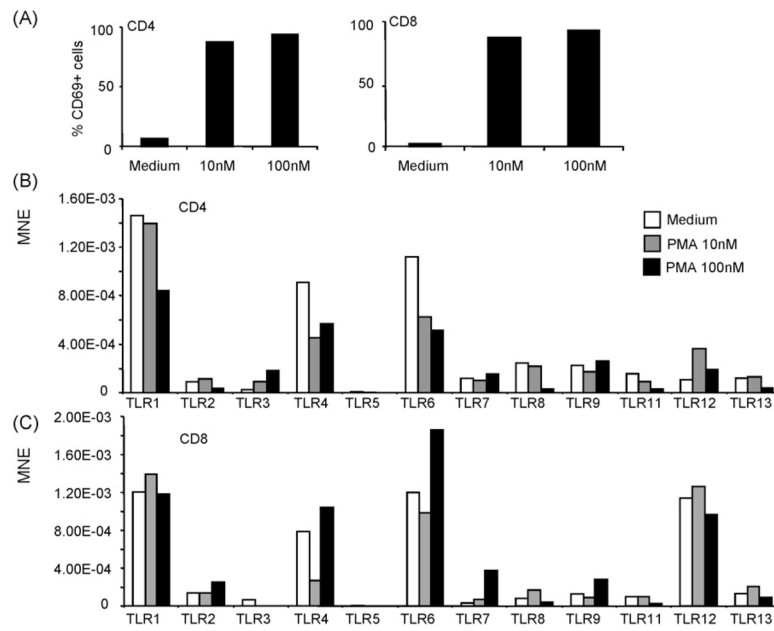 (A)
CD4
CD8
100
50
0
% CD69+ cells
Medium 10nM 100nM
100
50
0
Medium 10nM 100nM
(B)
CD4
MNE
1.60E-03
1.20E-03
8.00E-04
4.00E-04
0
Medium
PMA 10nM
PMA 100nM
TLR1 TLR2 TLR3 TLR4 TLR5 TLR6 TLR7 TLR8 TLR9 TLR11 TLR12 TLR13
(C)
CD8
MNE
2.00E-03
1.20E-03
8.00E-04
4.00E-04
0
TLR1 TLR2 TLR3 TLR4 TLR5 TLR6 TLR7 TLR8 TLR9 TLR11 TLR12 TLR13